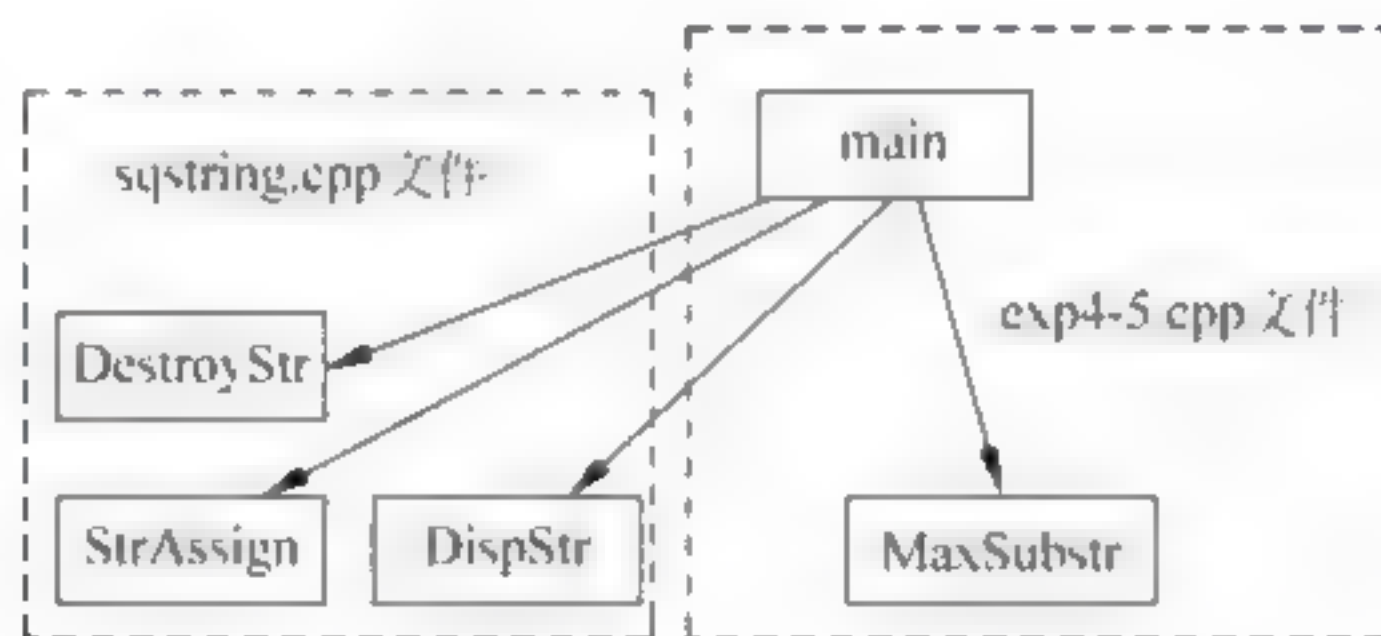 main
sqstring.cpp 文件
exp4-5.cpp 文件
DestroyStr
StrAssign
DispStr
MaxSubstr